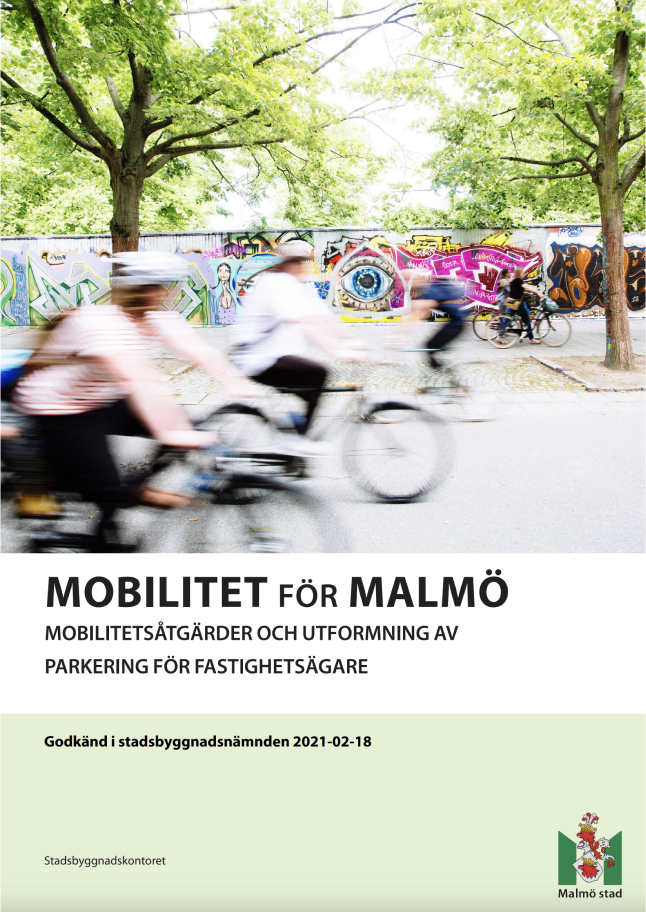 MOBILITET FÖR MALMÖ
MOBILITETSÅTGÄRDER OCH UTFORMNING AV
PARKERING FÖR FASTIGHETSÄGARE
Godkänd i stadsbyggnadsnämnden 2021-02-18
Stadsbyggnadskontoret
Malmö stad